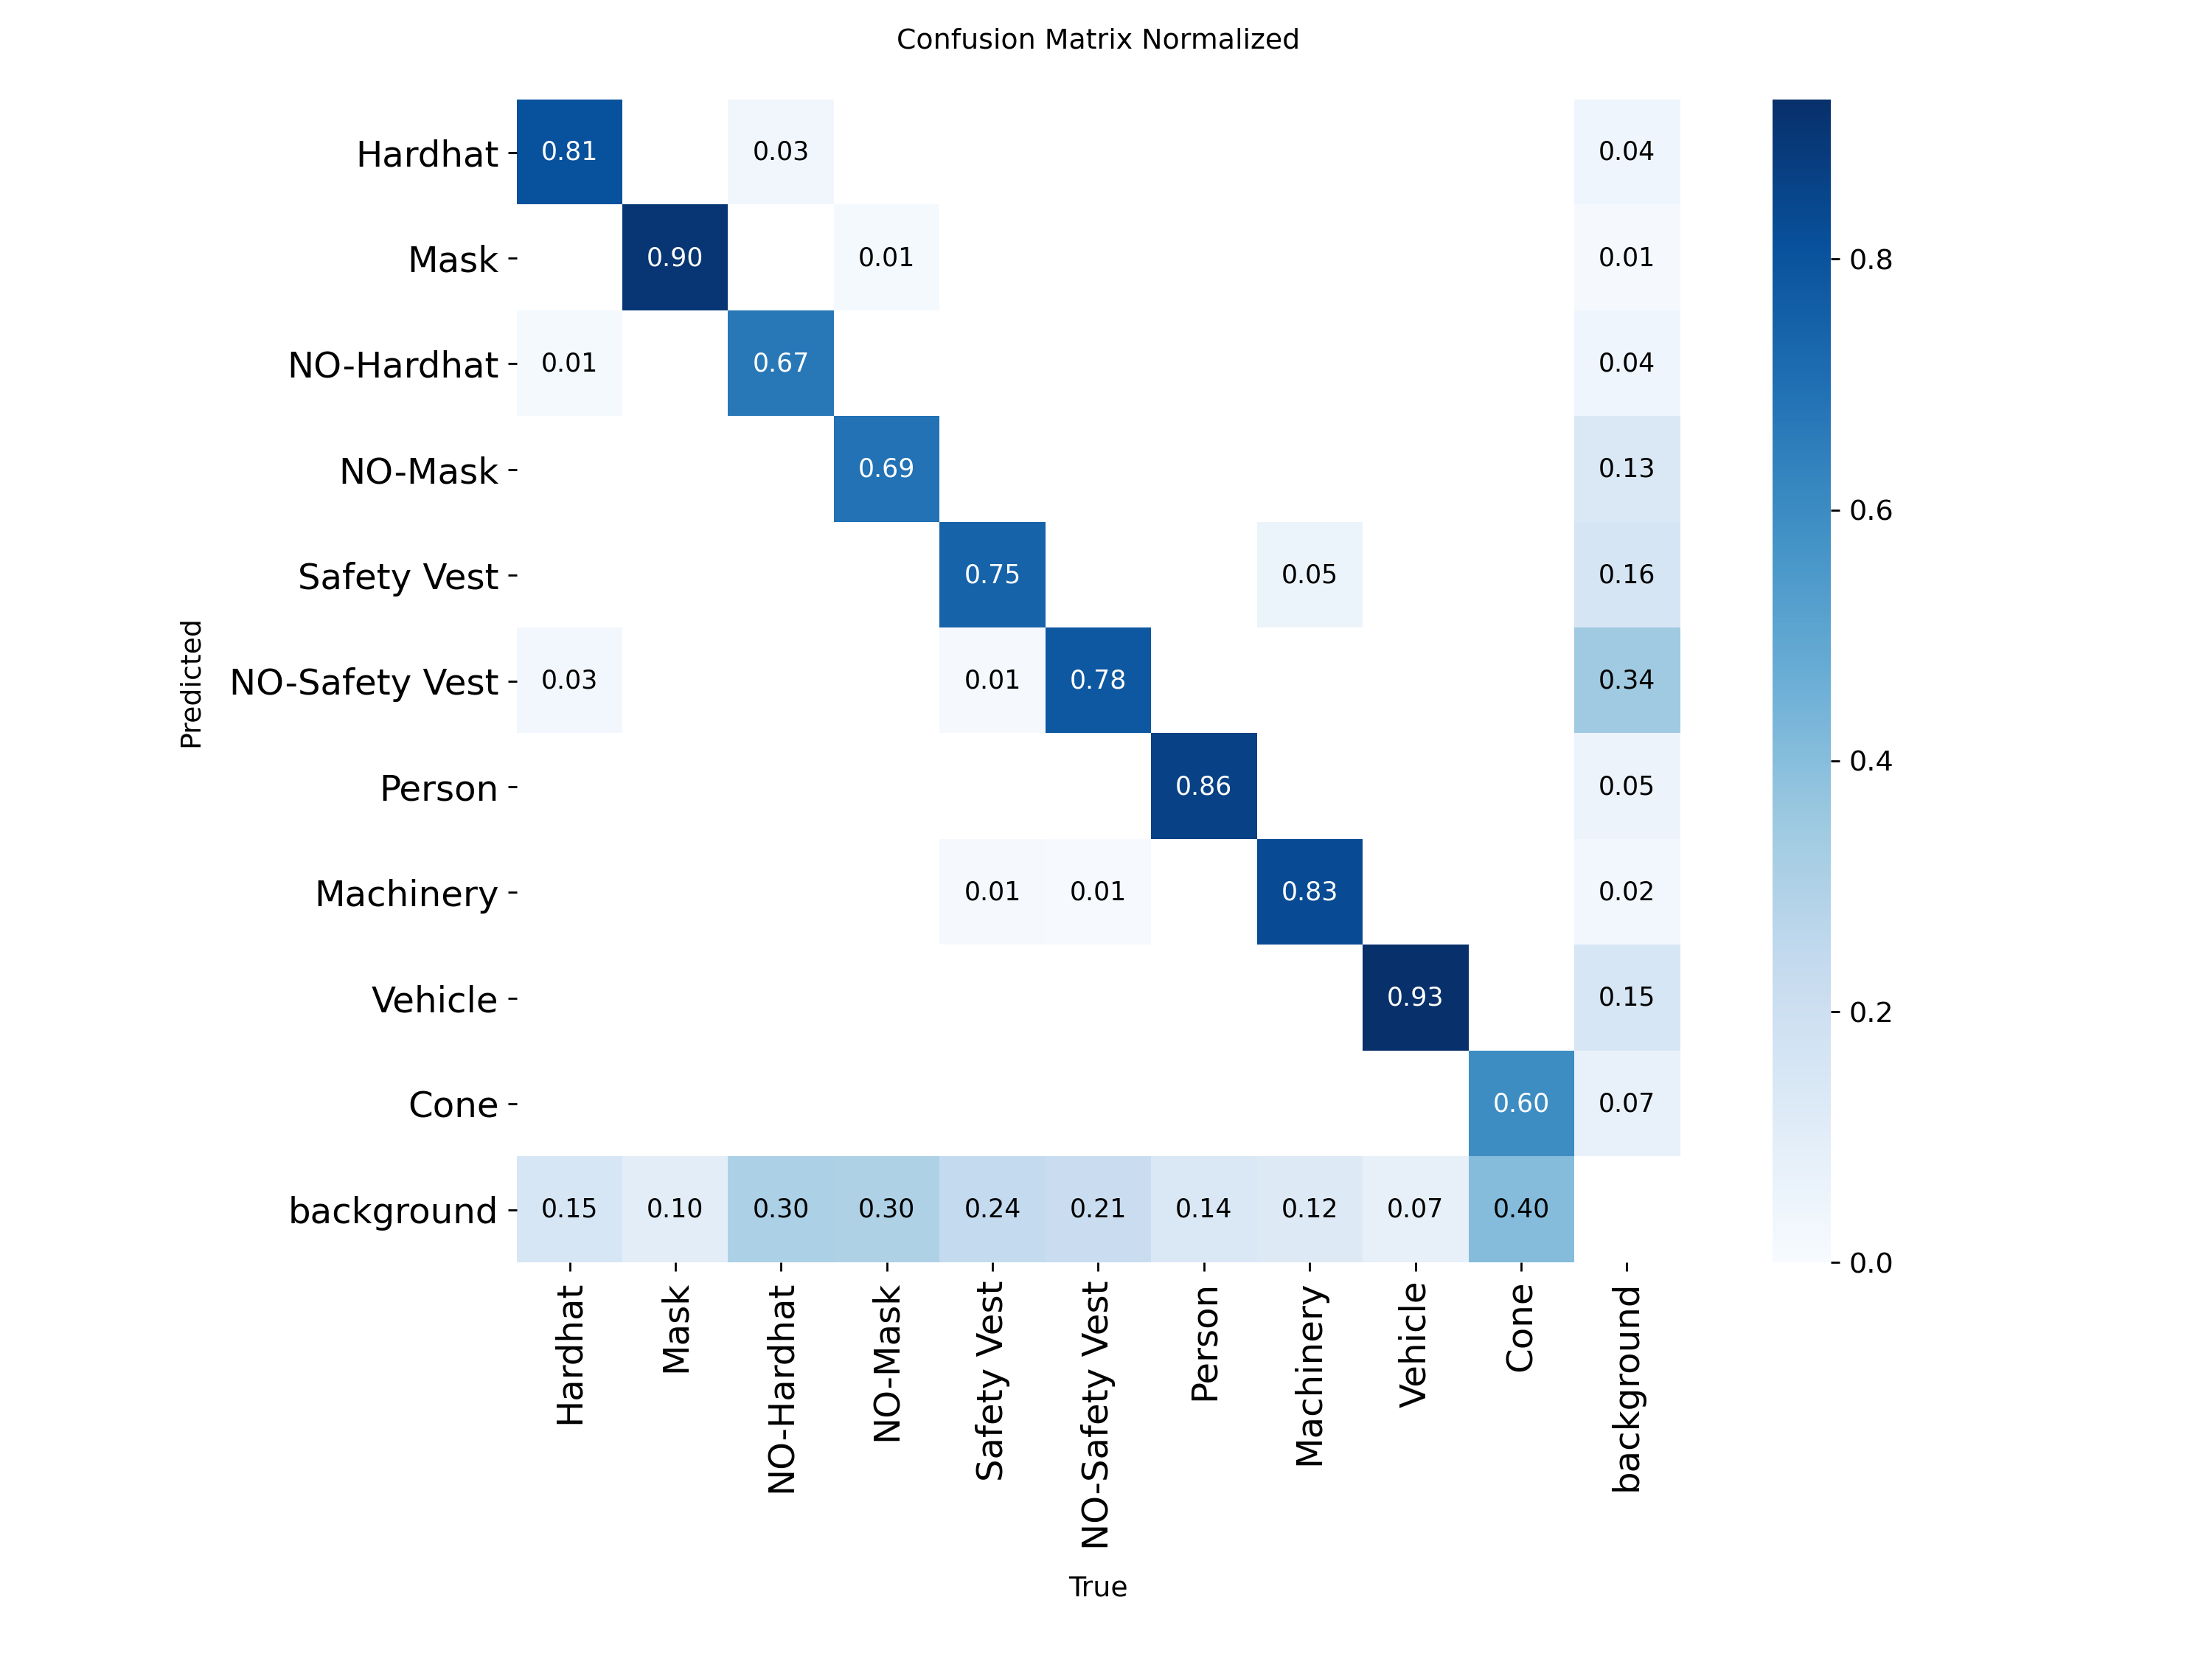 Confusion Matrix Normalized
Hardhat 0.81 0.03 0.04
Mask 0.90 0.01 0.01 0.8
NO-Hardhat 0.01 0.67 0.04
NO-Mask 0.69 0.13
0.6
Safety Vest 0.75 0.05 0.16
Predicted
NO-Safety Vest 0.03 0.01 0.78 0.34
0.4
Person 0.86 0.05
Machinery 0.01 0.01 0.83 0.02
Vehicle 0.93 0.15 0.2
Cone 0.60 0.07
background 0.15 0.10 0.30 0.30 0.24 0.21 0.14 0.12 0.07 0.40
0.0
Hardhat
Mask
NO-Hardhat
NO-Mask
Safety Vest
NO-Safety Vest
Person
Machinery
Vehicle
Cone
background
True